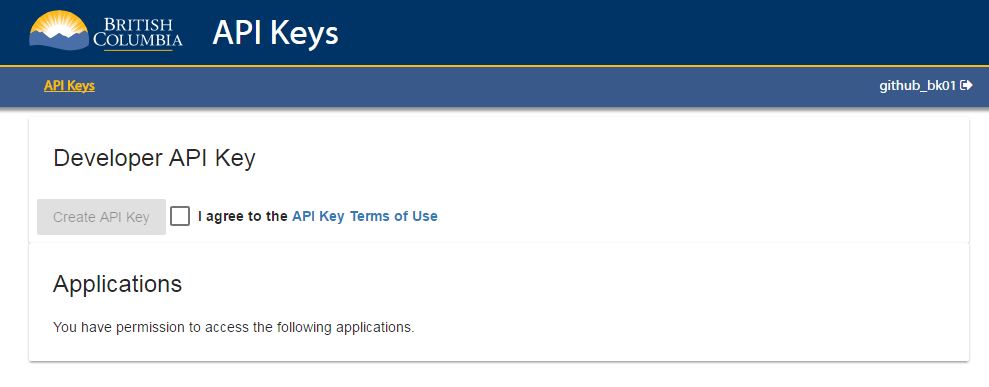 BRITISH
COLUMBIA
API Keys
API Keys
github_bk01
Developer API Key
Create API Key
I agree to the API Key Terms of Use
Applications
You have permission to access the following applications.